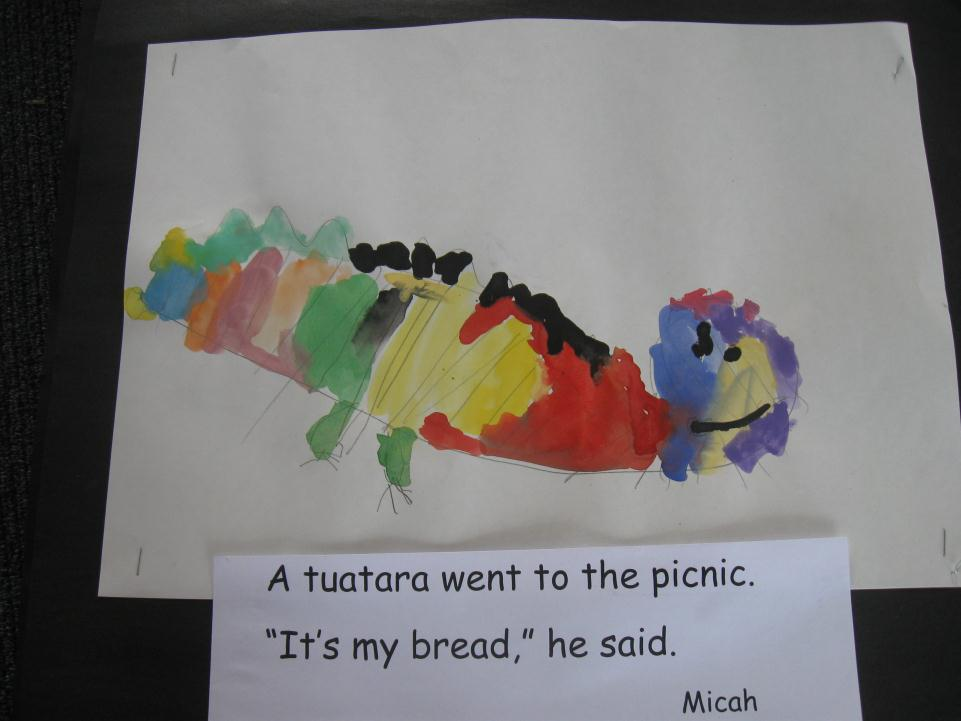 A tuatara went to the picnic.
“It’s my bread,” he said.
Micah